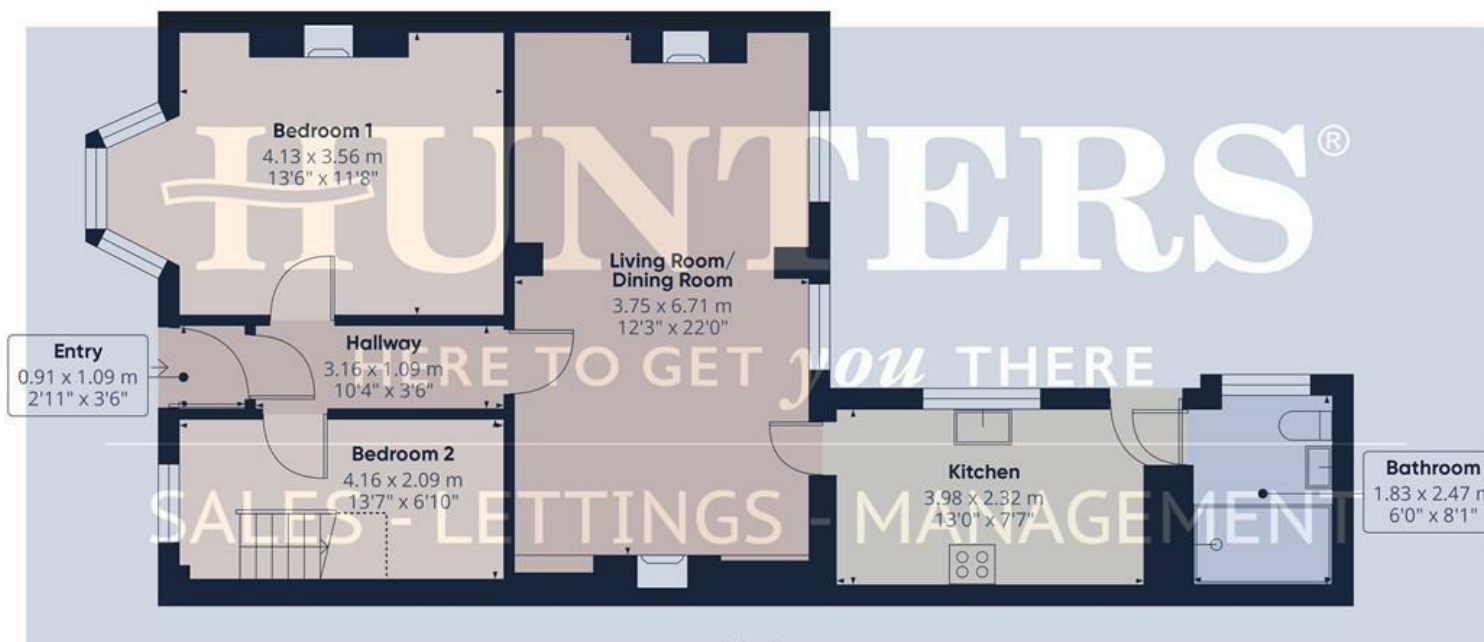 HUNTERS®
HERE TO GET you THERE
SALES - LETTINGS - MANAGEMENT
Bedroom 1
4.13 x 3.56 m
13'6" x 11'8"
Living Room/
Dining Room
3.75 x 6.71 m
12'3" x 22'0"
Entry
0.91 x 1.09 m
2'11" x 3'6"
Hallway
3.16 x 1.09 m
10'4" x 3'6"
Bedroom 2
4.16 x 2.09 m
13'7" x 6'10"
Kitchen
3.98 x 2.32 m
13'0" x 7'7"
Bathroom
1.83 x 2.47 m
6'0" x 8'1"